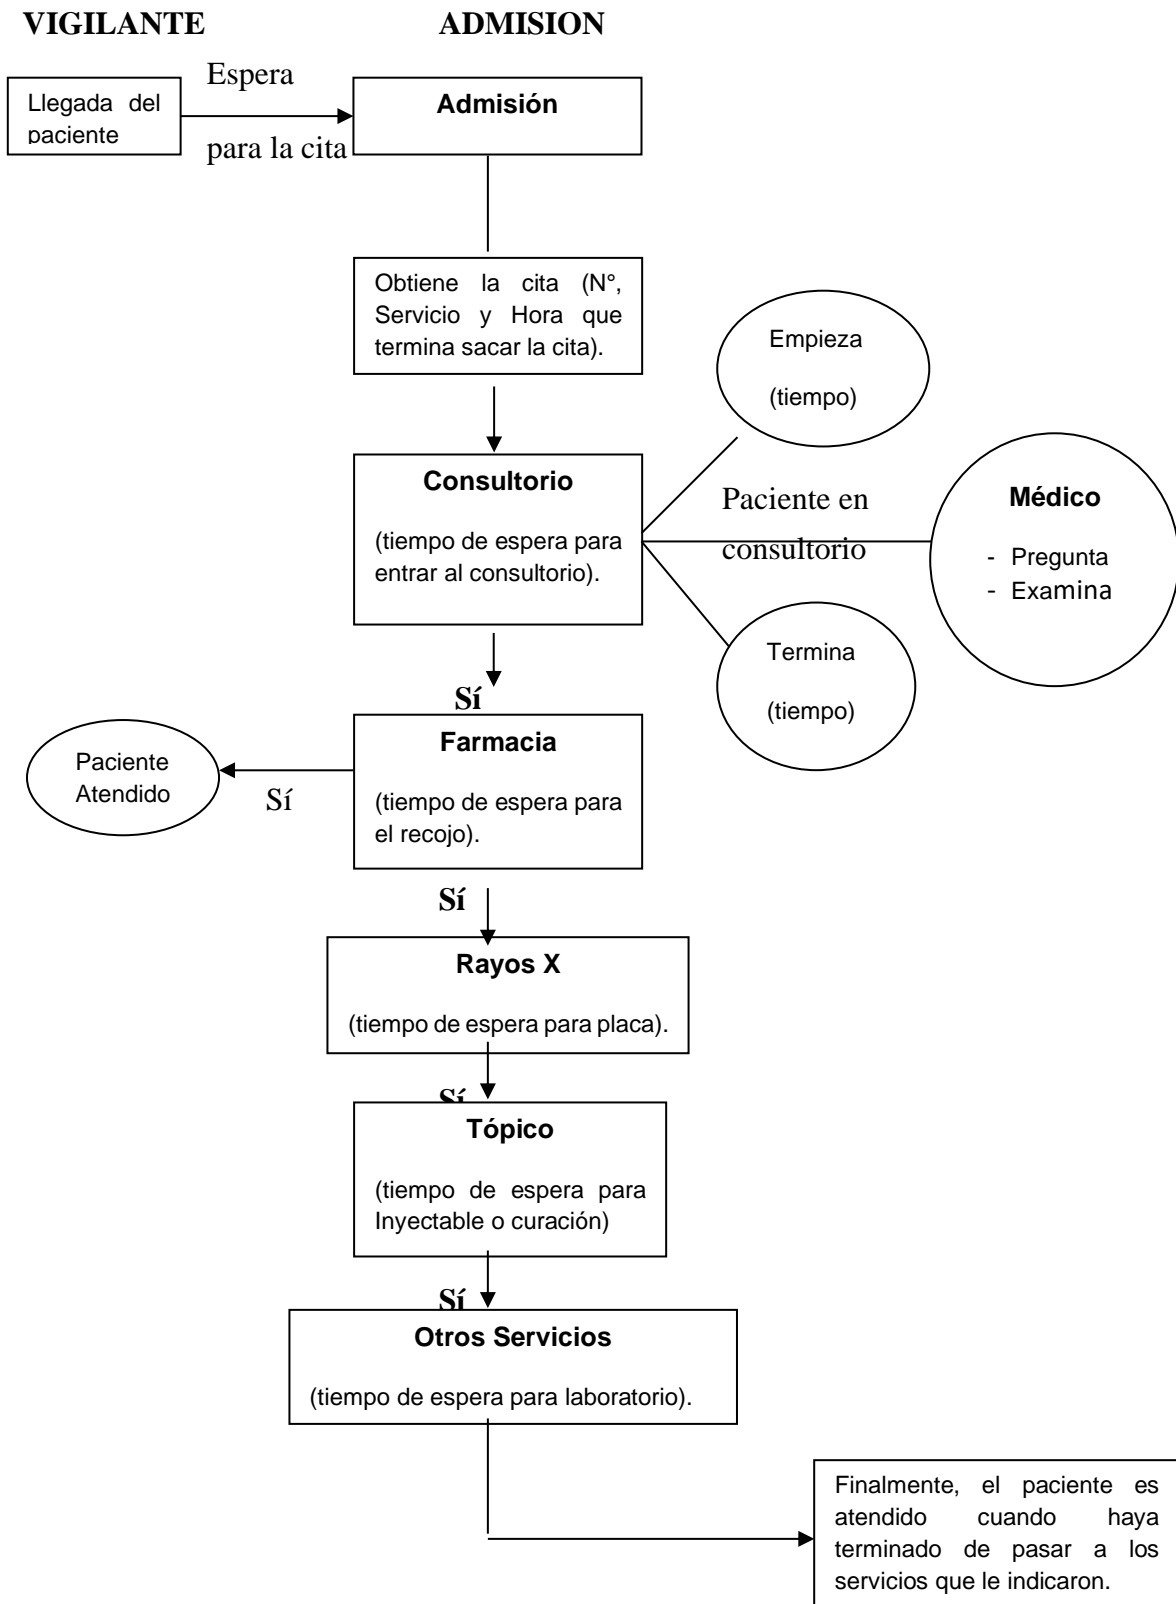 VIGILANTE
ADMISION
Llegada del
paciente
Espera
para la cita
Admisión
Obtiene la cita (N°,
Servicio y Hora que
termina sacar la cita).
Empieza
(tiempo)
Consultorio
(tiempo de espera para
entrar al consultorio).
Paciente en
consultorio
Médico
- Pregunta
- Examina
Termina
(tiempo)
Sí
Farmacia
(tiempo de espera para
el recojo).
Paciente
Atendido
Sí
Sí
Rayos X
(tiempo de espera para placa).
Sí
Tópico
(tiempo de espera para
Inyectable o curación)
Sí
Otros Servicios
(tiempo de espera para laboratorio).
Finalmente, el paciente es
atendido cuando haya
terminado de pasar a los
servicios que le indicaron.